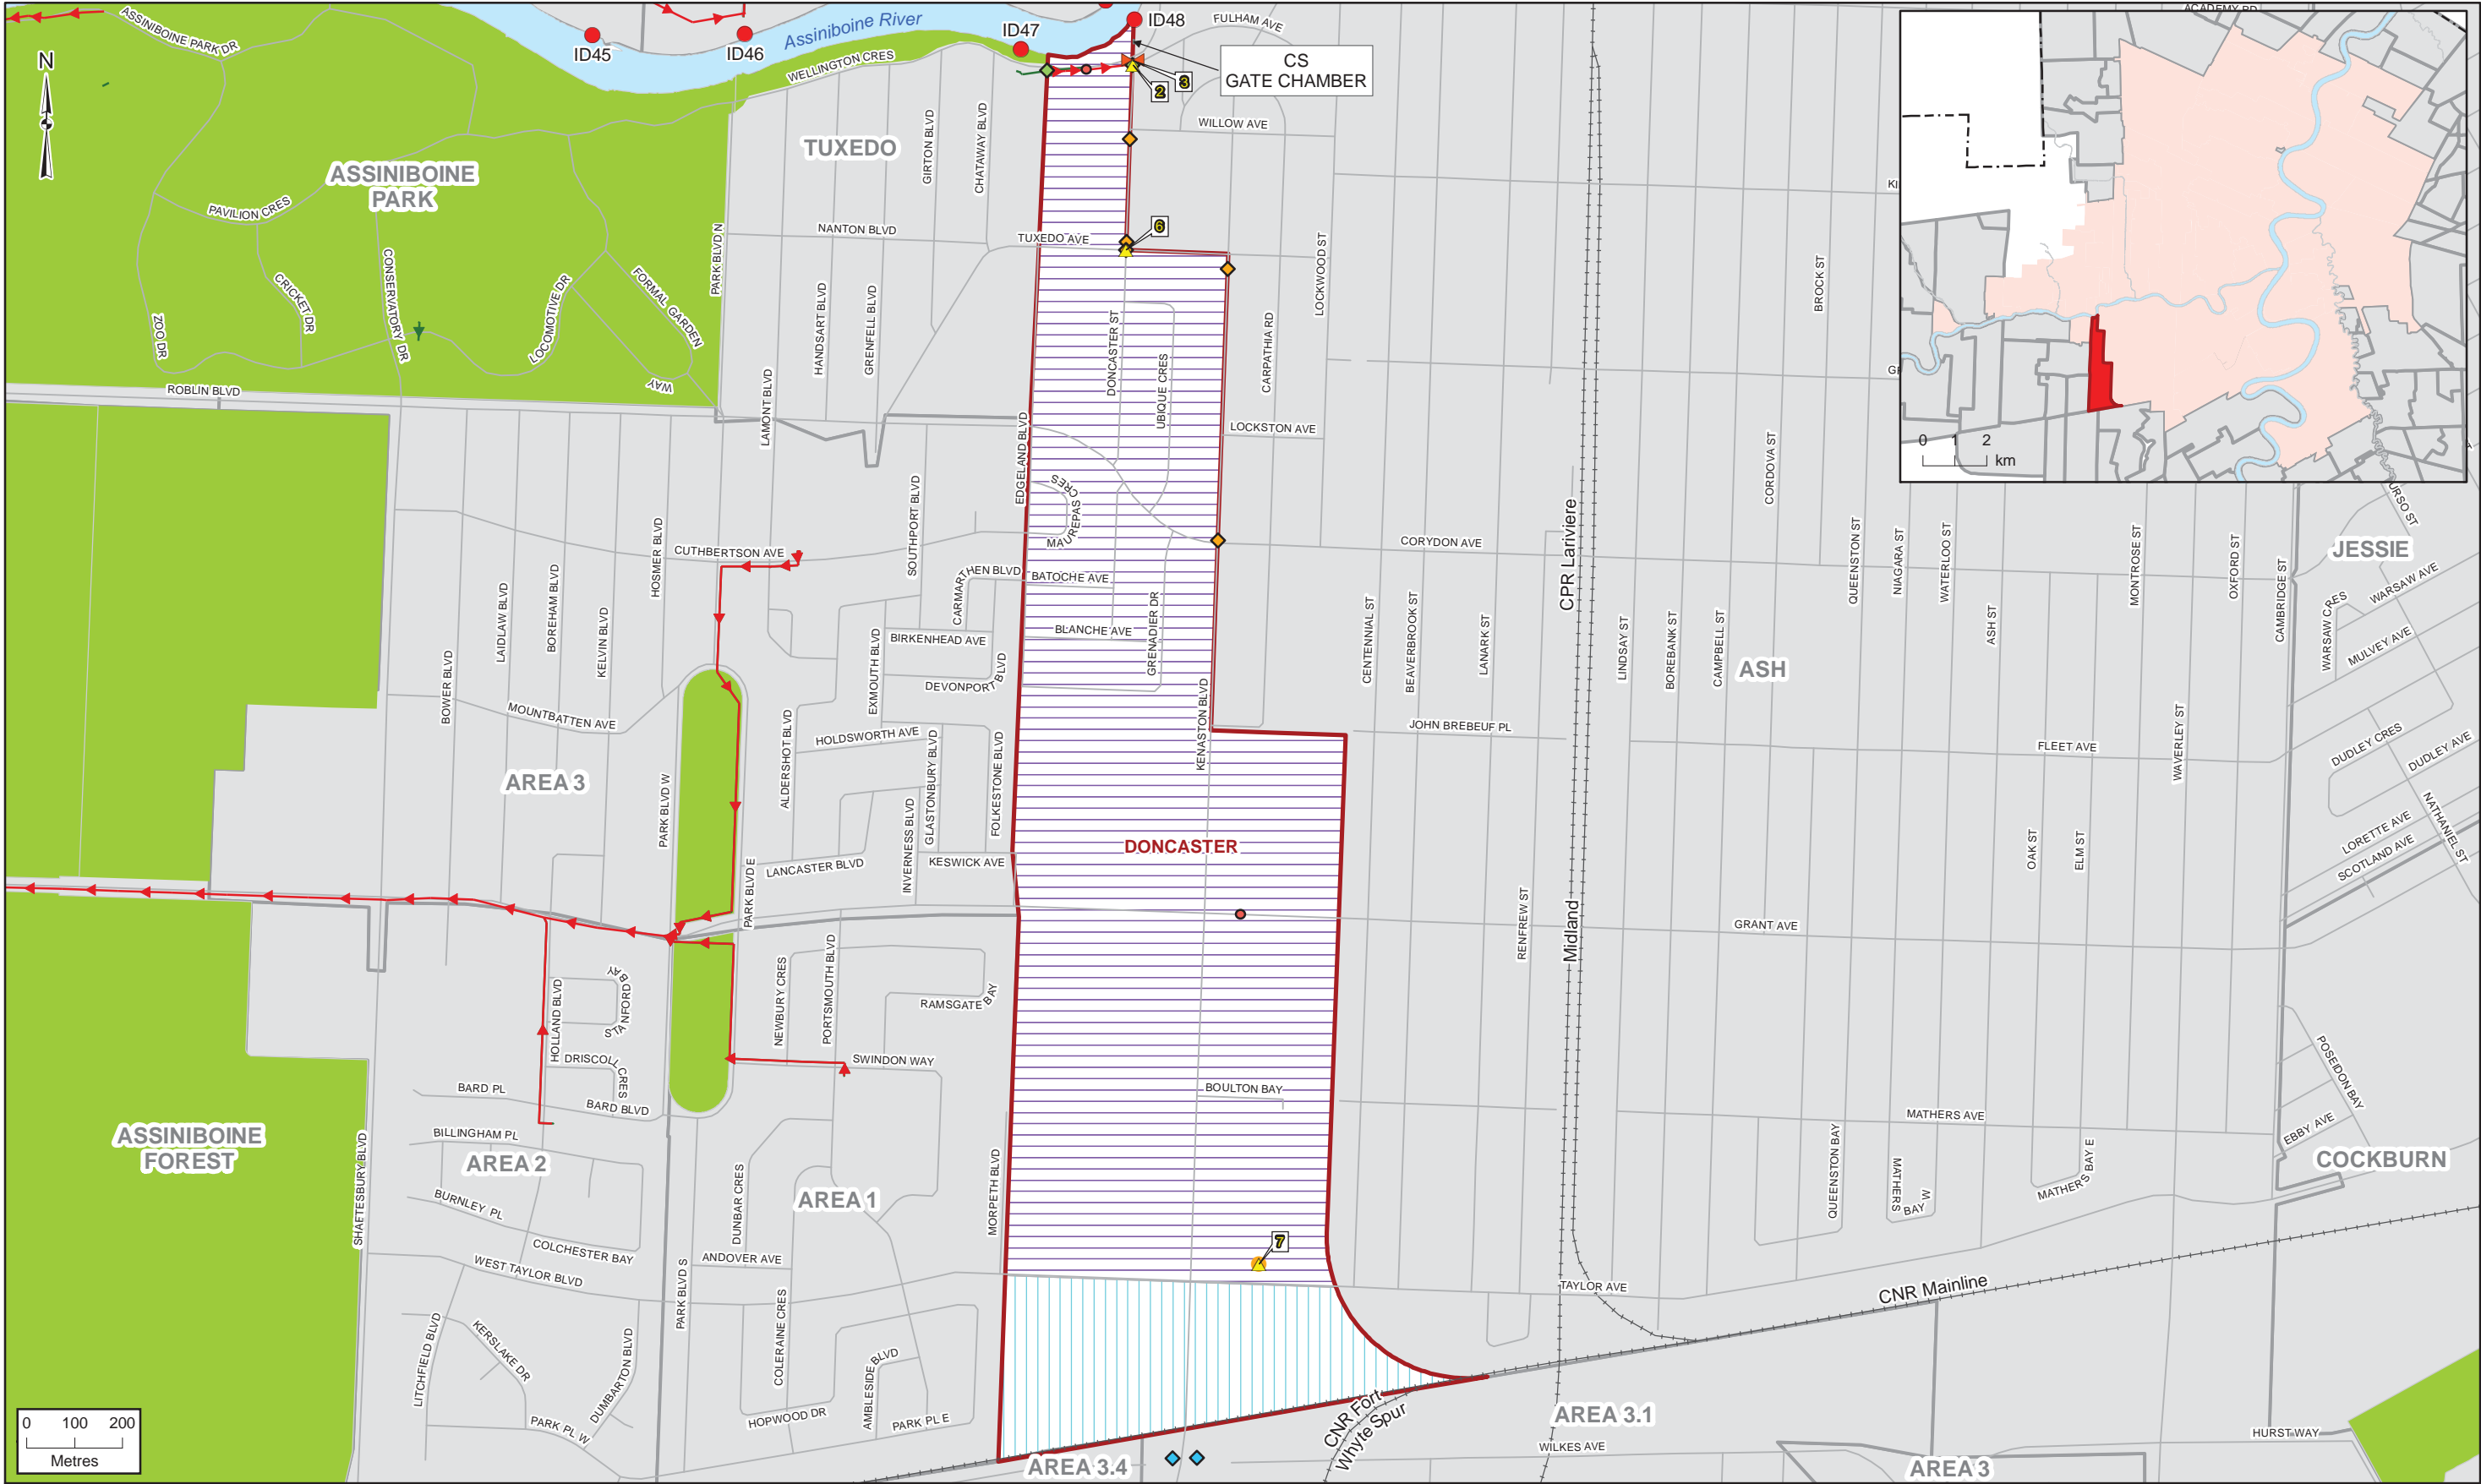 ASSINIBOINE PARK DR
N
ID45
ID46
Assiniboine River
ID47
ID48
FULHAM AVE
CS
GATE CHAMBER
WELLINGTON CRES
3
2
WILLOW AVE
TUXEDO
GIRTON BLVD
CHATAWAY BLVD
ASSINIBOINE
PARK
PAVILION CRES
NANTON BLVD
TUXEDO AVE
6
PARK BLVD N
CRICKET DR
CONSERVATORY DR
LOCOMOTIVE DR
FORMAL GARDEN
WAY
ZOO DR
HANDSART BLVD
GRENFELL BLVD
LOCKWOOD ST
BROCK ST
DONCASTER ST
UBIQUE CRES
CARPATHIA RD
ROBLIN BLVD
LAMONT BLVD
EDGELAND BLVD
LOCKSTON AVE
0 1 2
km
CORDOVA ST
MAUREPAS CRES
SOUTHPORT BLVD
CUTHBERTSON AVE
HOSMER BLVD
CORYDON AVE
CPR Lariviere
QUEENSTON ST
NIAGARA ST
WATERLOO ST
MONTROSE ST
OXFORD ST
CAMBRIDGE ST
JESSIE
WARSAW AVE
WARSAW CRES
MULVEY AVE
LAIDLAW BLVD
BOREHAM BLVD
KELVIN BLVD
BOWER BLVD
CARMARTHEN BLVD
BATOCHE AVE
BIRKENHEAD AVE
BLANCHE AVE
GRENADIER DR
EXMOUTH BLVD
DEVONPORT BLVD
CENTENNIAL ST
BEAVERBROOK ST
LANARK ST
LINDSAY ST
BOREBANK ST
CAMPBELL ST
ASH
ASH ST
MOUNTBATTEN AVE
HOLDSWORTH AVE
ALDERSHOT BLVD
KENASTON BLVD
JOHN BREBEUF PL
FLEET AVE
WAVERLEY ST
DUDLEY CRES
DUDLEY AVE
NATHANIEL ST
AREA 3
PARK BLVD W
GLASTONBURY BLVD
INVERNESS BLVD
FOLKESTONE BLVD
DONCASTER
KESWICK AVE
LANCASTER BLVD
PARK BLVD E
OAK ST
ELM ST
LORETTE AVE
SCOTLAND AVE
RENFREW ST
Midland
GRANT AVE
HOLLAND BLVD
STANFORD BAY
NEWBURY CRES
PORTSMOUTH BLVD
RAMSGATE BAY
DRISCOLL CRES
SWINDON WAY
BARD PL
BARD BLVD
BOULTON BAY
MATHERS AVE
POSEIDON BAY
EBBY AVE
ASSINIBOINE
FOREST
BILLINGHAM PL
AREA 2
SHAFTESBURY BLVD
DUNBAR CRES
AREA 1
MORPETH BLVD
QUEENSTON BAY
MATHERS BAY W
MATHERS BAY E
COCKBURN
BURNLEY PL
COLCHESTER BAY
ANDOVER AVE
7
WEST TAYLOR BLVD
PARK BLVD S
TAYLOR AVE
CNR Mainline
LITCHFIELD BLVD
KERSLAKE DR
DUMBARTON BLVD
COLERAINE CRES
AMBLESIDE BLVD
HOPWOOD DR
PARK PL E
PARK PL W
CNR Fort
Whyte Spur
AREA 3.1
AREA 3.4
WILKES AVE
AREA 3
HURST WAY
0 100 200
Metres